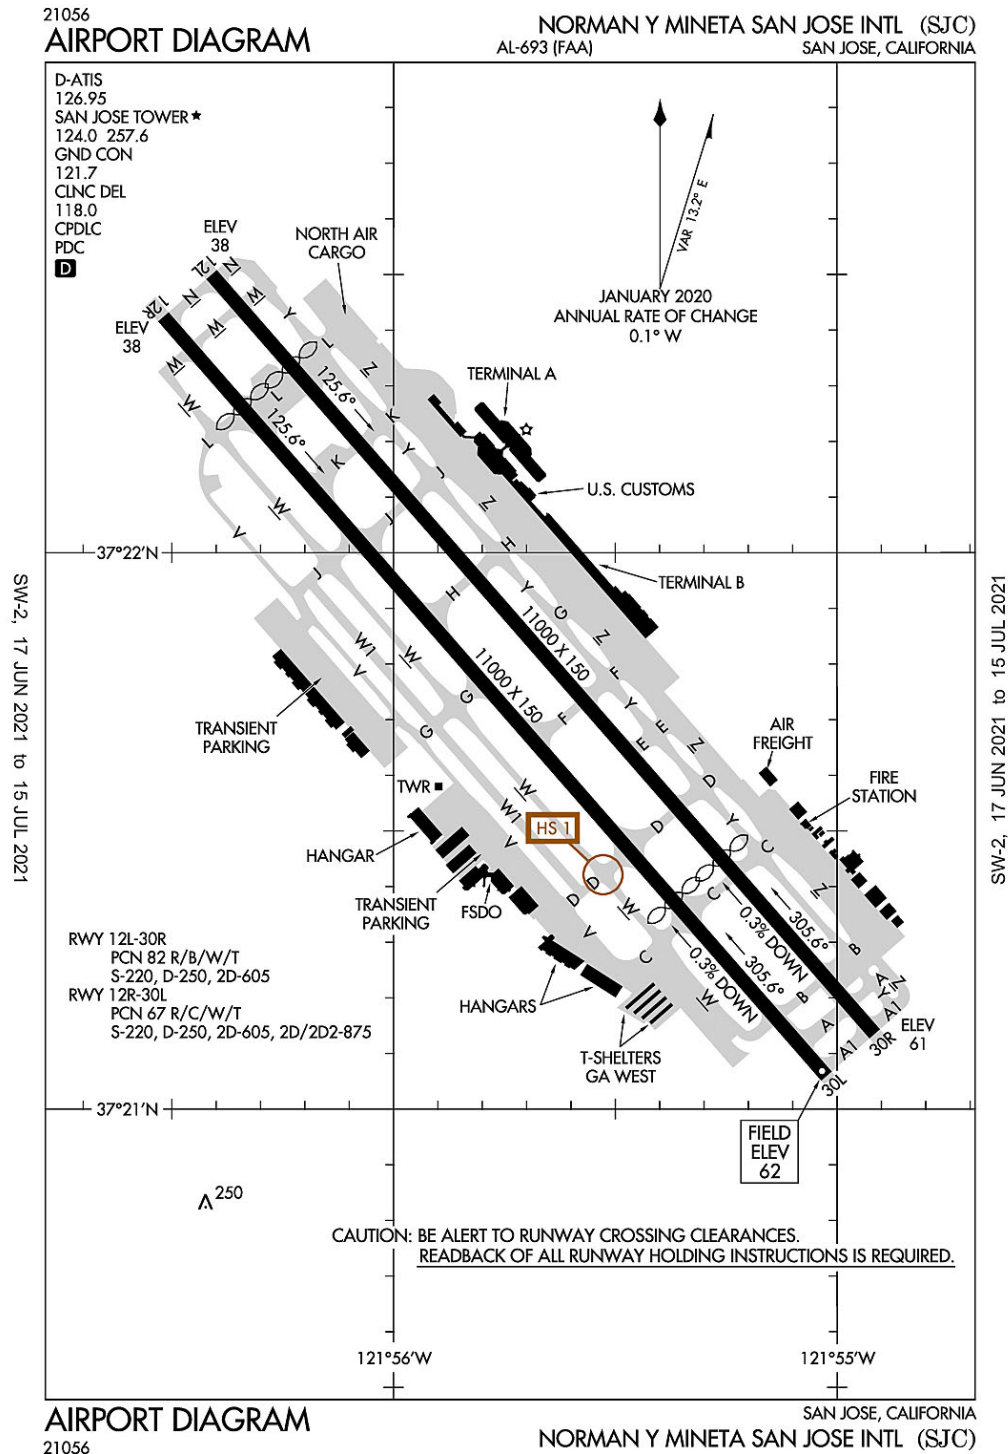 21056
AIRPORT DIAGRAM
AL-693 (FAA)
NORMAN Y MINETA SAN JOSE INTL (SJC)
SAN JOSE, CALIFORNIA
D-ATIS
126.95
SAN JOSE TOWER★
124.0 257.6
GND CON
121.7
CLNC DEL
118.0
CPDLC
PDC
D
VAR 13.2° E
JANUARY 2020
ANNUAL RATE OF CHANGE
0.1° W
ELEV
38
NORTH AIR
CARGO
12L
N
12R
N
W
Y
ELEV
38
W
W
L
Z
125.6°
TERMINAL A
W
L
K
125.6°
L
K
Y
J
U.S. CUSTOMS
Z
W
J
V
H
37°22'N
J
TERMINAL B
H
Y
G
Z
11000 X 150
W1
W
V
F
11000 X 150
G
G
F
Y
E
E
Z
TRANSIENT
PARKING
AIR
FREIGHT
D
TWR
W
FIRE
STATION
W1
HS 1
D
Y
V
C
HANGAR
TRANSIENT
PARKING
FSDO
D
D
C
Z
W
V
0.3% DOWN
305.6°
C
0.3% DOWN
305.6°
B
W
B
A
Z
Y
A1
A
A1
30R
ELEV
61
30L
RWY 12L-30R
PCN 82 R/B/W/T
S-220, D-250, 2D-605
RWY 12R-30L
PCN 67 R/C/W/T
S-220, D-250, 2D-605, 2D/2D2-875
HANGARS
T-SHELTERS
GA WEST
37°21'N
FIELD
ELEV
62
250
CAUTION: BE ALERT TO RUNWAY CROSSING CLEARANCES.
READBACK OF ALL RUNWAY HOLDING INSTRUCTIONS IS REQUIRED.
121°56'W
121°55'W
SW-2, 17 JUN 2021 to 15 JUL 2021
SW-2, 17 JUN 2021 to 15 JUL 2021
AIRPORT DIAGRAM
21056
SAN JOSE, CALIFORNIA
NORMAN Y MINETA SAN JOSE INTL (SJC)